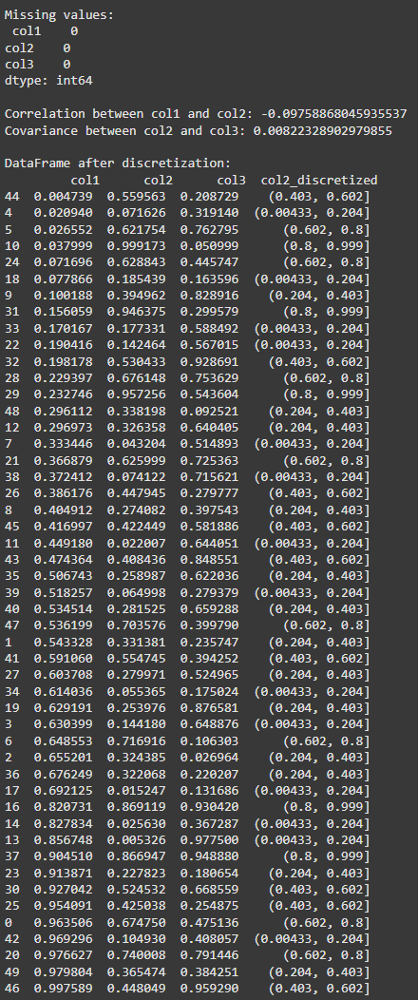 Missing values:
 col1    0
col2    0
col3    0
dtype: int64

Correlation between col1 and col2: -0.09758868045935537
Covariance between col2 and col3: 0.00822328902979855

DataFrame after discretization:
        col1      col2      col3   col2_discretized
44  0.004739  0.559563  0.208729     (0.403, 0.602]
4   0.020940  0.071626  0.319140   (0.00433, 0.204]
5   0.026552  0.621754  0.762795       (0.602, 0.8]
10  0.037999  0.999173  0.050999       (0.8, 0.999]
24  0.071696  0.628843  0.445747       (0.602, 0.8]
18  0.077866  0.185439  0.163596   (0.00433, 0.204]
9   0.100188  0.394962  0.828916     (0.204, 0.403]
31  0.156059  0.946375  0.299579       (0.8, 0.999]
33  0.170167  0.177331  0.588492   (0.00433, 0.204]
22  0.190416  0.142464  0.567015   (0.00433, 0.204]
32  0.198178  0.530433  0.928691     (0.403, 0.602]
28  0.229397  0.676148  0.753629       (0.602, 0.8]
29  0.232746  0.957256  0.543604       (0.8, 0.999]
48  0.296112  0.338198  0.092521     (0.204, 0.403]
12  0.296973  0.326358  0.640405     (0.204, 0.403]
7   0.333446  0.043204  0.514893   (0.00433, 0.204]
21  0.366879  0.625999  0.725363       (0.602, 0.8]
38  0.372412  0.074122  0.715621   (0.00433, 0.204]
26  0.386176  0.447945  0.279777     (0.403, 0.602]
8   0.404912  0.274082  0.397543     (0.204, 0.403]
45  0.416997  0.422449  0.581886     (0.403, 0.602]
11  0.449180  0.022007  0.644051   (0.00433, 0.204]
43  0.474364  0.408436  0.848551     (0.403, 0.602]
35  0.506743  0.258987  0.622036     (0.204, 0.403]
39  0.518257  0.064998  0.279379   (0.00433, 0.204]
40  0.534514  0.281525  0.659288     (0.204, 0.403]
47  0.536199  0.703576  0.399790       (0.602, 0.8]
1   0.543328  0.331381  0.235747     (0.204, 0.403]
41  0.591060  0.554745  0.394252     (0.403, 0.602]
27  0.603708  0.279971  0.524965     (0.204, 0.403]
34  0.614036  0.055365  0.175024   (0.00433, 0.204]
19  0.629191  0.253976  0.876581     (0.204, 0.403]
3   0.630399  0.144180  0.648876   (0.00433, 0.204]
6   0.648553  0.716916  0.106303       (0.602, 0.8]
2   0.655201  0.324385  0.026964     (0.204, 0.403]
36  0.676249  0.322068  0.220207     (0.204, 0.403]
17  0.692125  0.015247  0.131686   (0.00433, 0.204]
16  0.820731  0.869119  0.930420       (0.8, 0.999]
14  0.827834  0.025630  0.367287   (0.00433, 0.204]
13  0.856748  0.005326  0.977500   (0.00433, 0.204]
37  0.904510  0.866947  0.948880       (0.8, 0.999]
23  0.913871  0.227823  0.180654     (0.204, 0.403]
30  0.927042  0.524532  0.668559     (0.403, 0.602]
25  0.954091  0.425038  0.254875     (0.403, 0.602]
0   0.963506  0.674750  0.475136       (0.602, 0.8]
42  0.969296  0.104930  0.408057   (0.00433, 0.204]
20  0.976627  0.740008  0.791446       (0.602, 0.8]
49  0.979804  0.365474  0.384251     (0.204, 0.403]
46  0.997589  0.448049  0.959290     (0.403, 0.602]